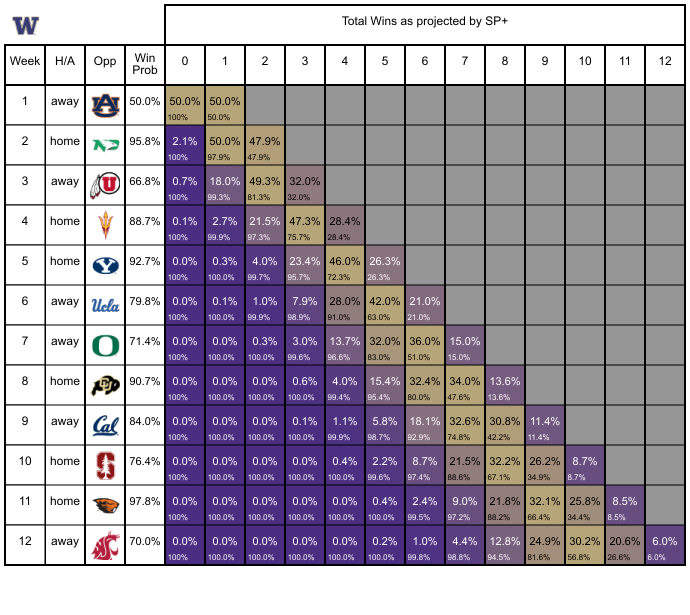 W
Total Wins as projected by SP+
Week H/A Opp Win Prob 0 1 2 3 4 5 6 7 8 9 10 11 12
1 away AU 50.0% 50.0% 50.0%
100% 50.0%
2 home 95.8% 2.1% 50.0% 47.9%
100% 97.9% 47.9%
3 away U 66.8% 0.7% 18.0% 49.3% 32.0%
100% 99.3% 81.3% 32.0%
4 home 88.7% 0.1% 2.7% 21.5% 47.3% 28.4%
100% 99.9% 97.3% 75.7% 28.4%
5 home Y 92.7% 0.0% 0.3% 4.0% 23.4% 46.0% 26.3%
100% 100.0% 99.7% 95.7% 72.3% 26.3%
6 away Ucla 79.8% 0.0% 0.1% 1.0% 7.9% 28.0% 42.0% 21.0%
100% 100.0% 99.9% 98.9% 91.0% 63.0% 21.0%
7 away O 71.4% 0.0% 0.0% 0.3% 3.0% 13.7% 32.0% 36.0% 15.0%
100% 100.0% 100.0% 99.6% 96.6% 83.0% 51.0% 15.0%
8 home CU 90.7% 0.0% 0.0% 0.0% 0.6% 4.0% 15.4% 32.4% 34.0% 13.6%
100% 100.0% 100.0% 100.0% 99.4% 95.4% 80.0% 47.6% 13.6%
9 away Cal 84.0% 0.0% 0.0% 0.0% 0.1% 1.1% 5.8% 18.1% 32.6% 30.8% 11.4%
100% 100.0% 100.0% 100.0% 99.9% 98.7% 92.9% 74.8% 42.2% 11.4%
10 home S 76.4% 0.0% 0.0% 0.0% 0.0% 0.4% 2.2% 8.7% 21.5% 32.2% 26.2% 8.7%
100% 100.0% 100.0% 100.0% 100.0% 99.6% 97.4% 88.6% 67.1% 34.9% 8.7%
11 home 97.8% 0.0% 0.0% 0.0% 0.0% 0.0% 0.4% 2.4% 9.0% 21.8% 32.1% 25.8% 8.5%
100% 100.0% 100.0% 100.0% 100.0% 100.0% 99.5% 97.2% 88.2% 66.4% 34.4% 8.5%
12 away 70.0% 0.0% 0.0% 0.0% 0.0% 0.0% 0.2% 1.0% 4.4% 12.8% 24.9% 30.2% 20.6% 6.0%
100% 100.0% 100.0% 100.0% 100.0% 100.0% 99.8% 98.8% 94.5% 81.6% 56.8% 26.6% 6.0%